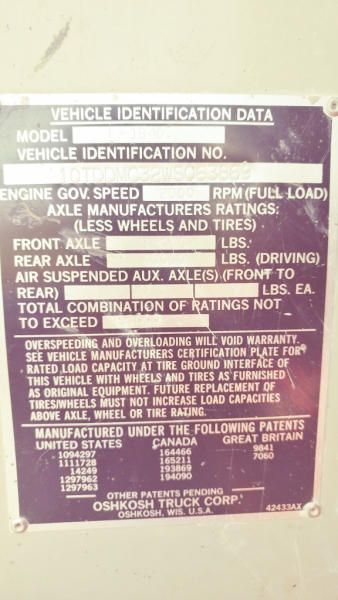 VEHICLE IDENTIFICATION DATA
MODEL
VEHICLE IDENTIFICATION NO.
ENGINE GOV. SPEED RPM (FULL LOAD)
AXLE MANUFACTURERS RATINGS:
(LESS WHEELS AND TIRES)
FRONT AXLE LBS.
REAR AXLE LBS. (DRIVING)
AIR SUSPENDED AUX. AXLE(S) (FRONT TO
REAR) LBS. EA.
TOTAL COMBINATION OF RATINGS NOT
TO EXCEED
OVERSPEEDING AND OVERLOADING WILL VOID WARRANTY.
SEE VEHICLE MANUFACTURERS CERTIFICATION PLATE FOR
RATED LOAD CAPACITY AT TIRE GROUND INTERFACE OF
THIS VEHICLE WITH WHEELS AND TIRES AS FURNISHED
AS ORIGINAL EQUIPMENT. FUTURE REPLACEMENT OF
TIRES/WHEELS MUST NOT INCREASE LOAD CAPACITIES
ABOVE AXLE, WHEEL OR TIRE RATING.
MANUFACTURED UNDER THE FOLLOWING PATENTS
UNITED STATES CANADA GREAT BRITAIN
1094297 164466 9841
1111728 165211 7060
14249 193869
1297962 194090
1297963
OTHER PATENTS PENDING
OSHKOSH TRUCK CORP.
OSHKOSH, WIS. U.S.A.
42433AX